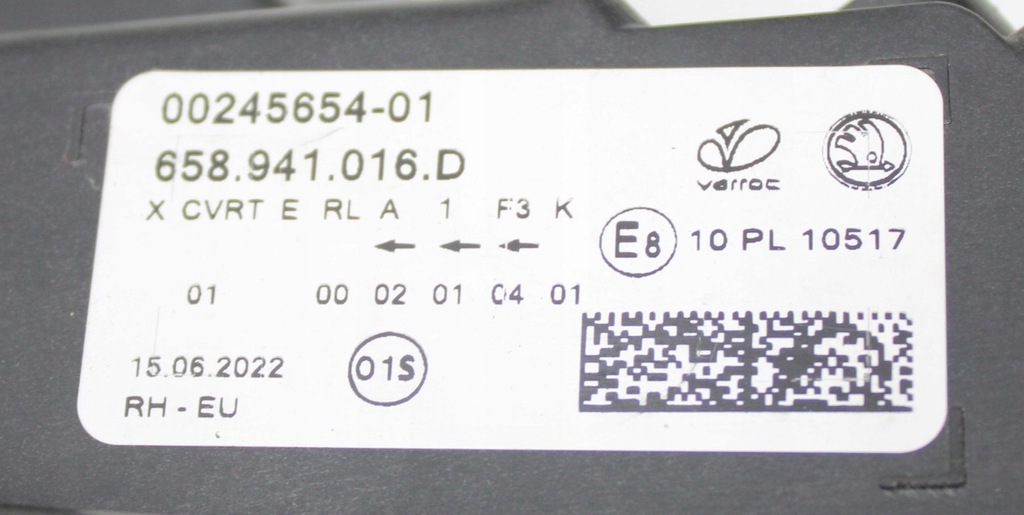 00245654-01
658.941.016.D
varroc
X CVRT E RL A 1 F3 K
E8 10 PL 10517
01 00 02 01 04 01
15.06.2022
01S
RH - EU